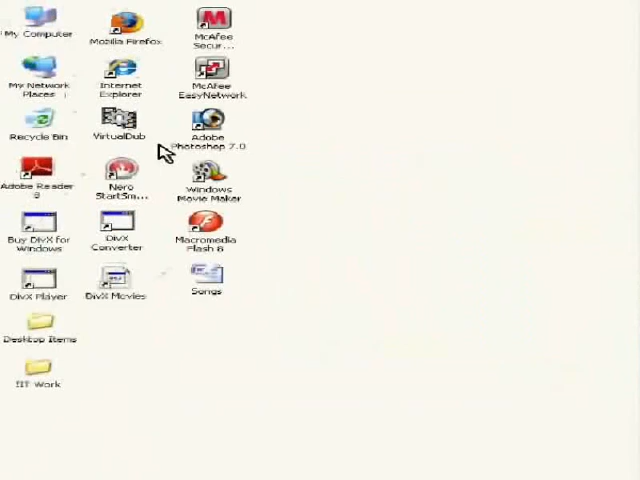 My Computer
My Network
Places
Recycle Bin
Adobe Reader
8
Buy DivX for
Windows
DivX Player
Desktop Items
Mozilla Firefox
Internet
Explorer
VirtualDub
Nero
StartSm...
DivX
Converter
DivX Movies
McAfee
Secur...
McAfee
EasyNetwork
Adobe
Photoshop 7.0
Windows
Movie Maker
Macromedia
Flash 8
Songs